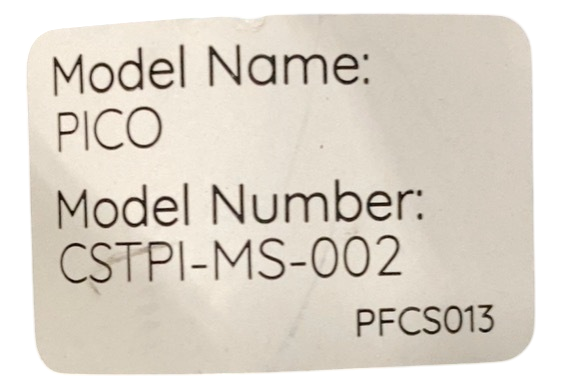 Model Name:
PICO
Model Number:
CSTPI-MS-002
PFCS013